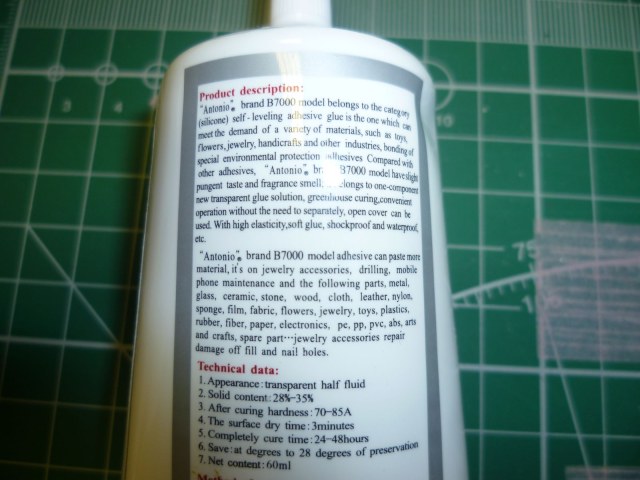 Product description:
"Antonio"。 brand B7000 model belongs to the category
(silicone) self-leveling adhesive glue is the one which can
meet the demand of a variety of materials, such as toys,
flowers, jewelry, handicrafts and other industries, bonding of
special environmental protection adhesives Compared with
other adhesives, "Antonio"。 B7000 model have slight
pungent taste and fragrance smell, belongs to one-component
new transparent glue solution, greenhouse curing,convenient
operation without the need to separately, open cover can be
used. With high elasticity,soft glue, shockproof and waterproof,
etc.
"Antonio"。 brand B7000 model adhesive can paste more
material, it's on jewelry accessories, drilling, mobile
phone maintenance and the following parts, metal,
glass, ceramic, stone, wood, cloth, leather, nylon,
sponge, film, fabric, flowers, jewelry, toys, plastics,
rubber, fiber, paper, electronics, pc, pp, pvc, abs, arts
and crafts, spare part…jewelry accessories repair
damage off fill and nail holes.
Technical data:
1. Appearance:transparent half fluid
2. Solid content:28%-35%
3. After curing hardness:70-85A
4. The surface dry time:3minutes
5. Completely cure time:24-48hours
6. Save:at degrees to 28 degrees of preservation
7. Net content:60ml
3
4
10
75